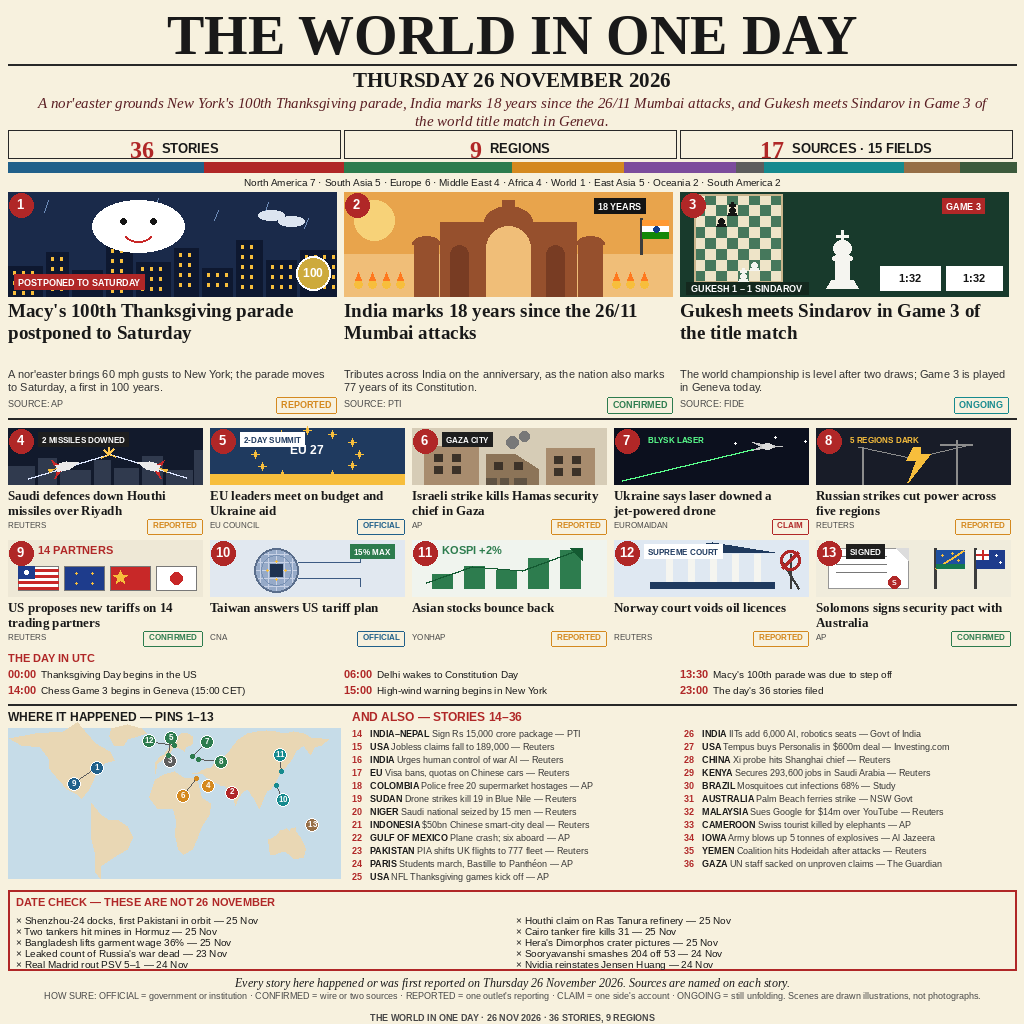 THE WORLD IN ONE DAY
THURSDAY 26 NOVEMBER 2026
A nor'easter grounds New York's 100th Thanksgiving parade, India marks 18 years since the 26/11 Mumbai attacks, and Gukesh meets Sindarov in Game 3 of
the world title match in Geneva.
36 STORIES
9 REGIONS
17 SOURCES · 15 FIELDS
North America 7 · South Asia 5 · Europe 6 · Middle East 4 · Africa 4 · World 1 · East Asia 5 · Oceania 2 · South America 2
1
POSTPONED TO SATURDAY
100
Macy's 100th Thanksgiving parade
postponed to Saturday
A nor'easter brings 60 mph gusts to New York; the parade moves
to Saturday, a first in 100 years.
SOURCE: AP
REPORTED
2
18 YEARS
India marks 18 years since the 26/11
Mumbai attacks
Tributes across India on the anniversary, as the nation also marks
77 years of its Constitution.
SOURCE: PTI
CONFIRMED
3
GAME 3
GUKESH 1 – 1 SINDAROV
1:32
1:32
Gukesh meets Sindarov in Game 3 of
the title match
The world championship is level after two draws; Game 3 is played
in Geneva today.
SOURCE: FIDE
ONGOING
4
2 MISSILES DOWNED
Saudi defences down Houthi
missiles over Riyadh
REUTERS
REPORTED
5
2-DAY SUMMIT
EU 27
EU leaders meet on budget and
Ukraine aid
EU COUNCIL
OFFICIAL
6
GAZA CITY
Israeli strike kills Hamas security
chief in Gaza
AP
REPORTED
7
BLYSK LASER
Ukraine says laser downed a
jet-powered drone
EUROMAIDAN
CLAIM
8
5 REGIONS DARK
Russian strikes cut power across
five regions
REUTERS
REPORTED
9
14 PARTNERS
US proposes new tariffs on 14
trading partners
REUTERS
CONFIRMED
10
15% MAX
Taiwan answers US tariff plan
CNA
OFFICIAL
11
KOSPI +2%
Asian stocks bounce back
YONHAP
REPORTED
12
SUPREME COURT
Norway court voids oil licences
REUTERS
REPORTED
13
SIGNED
S
Solomons signs security pact with
Australia
AP
CONFIRMED
THE DAY IN UTC
00:00 Thanksgiving Day begins in the US
06:00 Delhi wakes to Constitution Day
13:30 Macy's 100th parade was due to step off
14:00 Chess Game 3 begins in Geneva (15:00 CET)
15:00 High-wind warning begins in New York
23:00 The day's 36 stories filed
WHERE IT HAPPENED — PINS 1–13
1
2
3
4
5
6
7
8
9
10
11
12
13
AND ALSO — STORIES 14–36
14 INDIA–NEPAL Sign Rs 15,000 crore package — PTI
15 USA Jobless claims fall to 189,000 — Reuters
16 INDIA Urges human control of war AI — Reuters
17 EU Visa bans, quotas on Chinese cars — Reuters
18 COLOMBIA Police free 20 supermarket hostages — AP
19 SUDAN Drone strikes kill 19 in Blue Nile — Reuters
20 NIGER Saudi national seized by 15 men — Reuters
21 INDONESIA $50bn Chinese smart-city deal — Reuters
22 GULF OF MEXICO Plane crash; six aboard — AP
23 PAKISTAN PIA shifts UK flights to 777 fleet — Reuters
24 PARIS Students march, Bastille to Panthéon — AP
25 USA NFL Thanksgiving games kick off — AP
26 INDIA IITs add 6,000 AI, robotics seats — Govt of India
27 USA Tempus buys Personalis in $600m deal — Investing.com
28 CHINA Xi probe hits Shanghai chief — Reuters
29 KENYA Secures 293,600 jobs in Saudi Arabia — Reuters
30 BRAZIL Mosquitoes cut infections 68% — Study
31 AUSTRALIA Palm Beach ferries strike — NSW Govt
32 MALAYSIA Sues Google for $14m over YouTube — Reuters
33 CAMEROON Swiss tourist killed by elephants — AP
34 IOWA Army blows up 5 tonnes of explosives — Al Jazeera
35 YEMEN Coalition hits Hodeidah after attacks — Reuters
36 GAZA UN staff sacked on unproven claims — The Guardian
DATE CHECK — THESE ARE NOT 26 NOVEMBER
× Shenzhou-24 docks, first Pakistani in orbit — 25 Nov
× Two tankers hit mines in Hormuz — 25 Nov
× Bangladesh lifts garment wage 36% — 25 Nov
× Leaked count of Russia's war dead — 23 Nov
× Real Madrid rout PSV 5–1 — 24 Nov
× Houthi claim on Ras Tanura refinery — 25 Nov
× Cairo tanker fire kills 31 — 25 Nov
× Hera's Dimorphos crater pictures — 25 Nov
× Sooryavanshi smashes 204 off 53 — 24 Nov
× Nvidia reinstates Jensen Huang — 24 Nov
Every story here happened or was first reported on Thursday 26 November 2026. Sources are named on each story.
HOW SURE: OFFICIAL = government or institution · CONFIRMED = wire or two sources · REPORTED = one outlet's reporting · CLAIM = one side's account · ONGOING = still unfolding. Scenes are drawn illustrations, not photographs.
THE WORLD IN ONE DAY · 26 NOV 2026 · 36 STORIES, 9 REGIONS